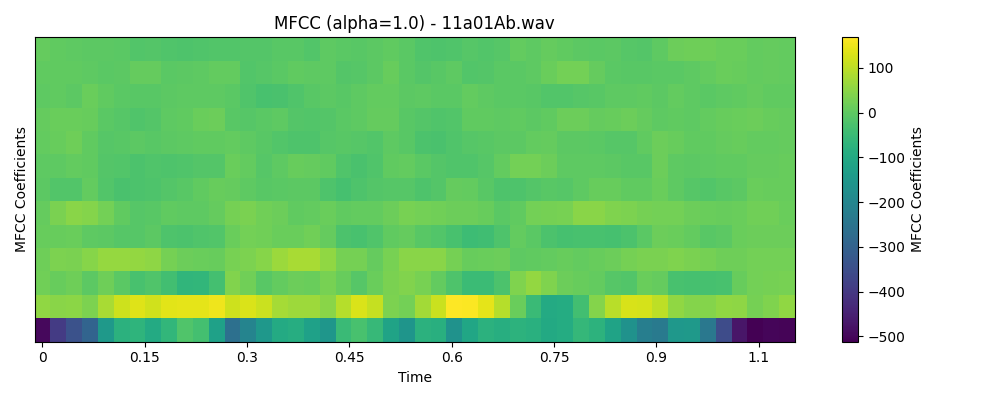 MFCC (alpha=1.0) - 11a01Ab.wav
MFCC Coefficients
0 0.15 0.3 0.45 0.6 0.75 0.9 1.1
Time
100
0
−100
−200
−300
−400
−500
MFCC Coefficients